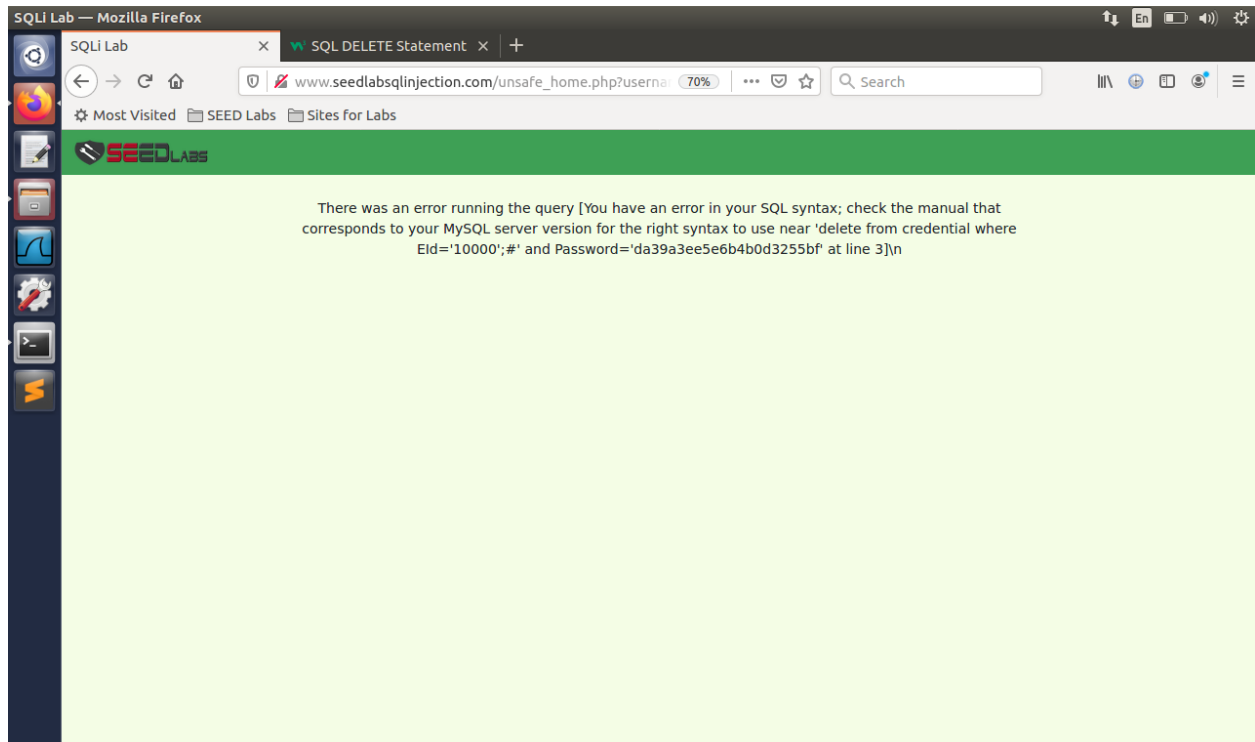 SQLi Lab — Mozilla Firefox
En
SQLi Lab
SQL DELETE Statement
www.seedlabsqlinjection.com/unsafe_home.php?userna
70%
Search
Most Visited
SEED Labs
Sites for Labs
SEEDLABS
There was an error running the query [You have an error in your SQL syntax; check the manual that
corresponds to your MySQL server version for the right syntax to use near 'delete from credential where
EId='10000';#' and Password='da39a3ee5e6b4b0d3255bf' at line 3]\n